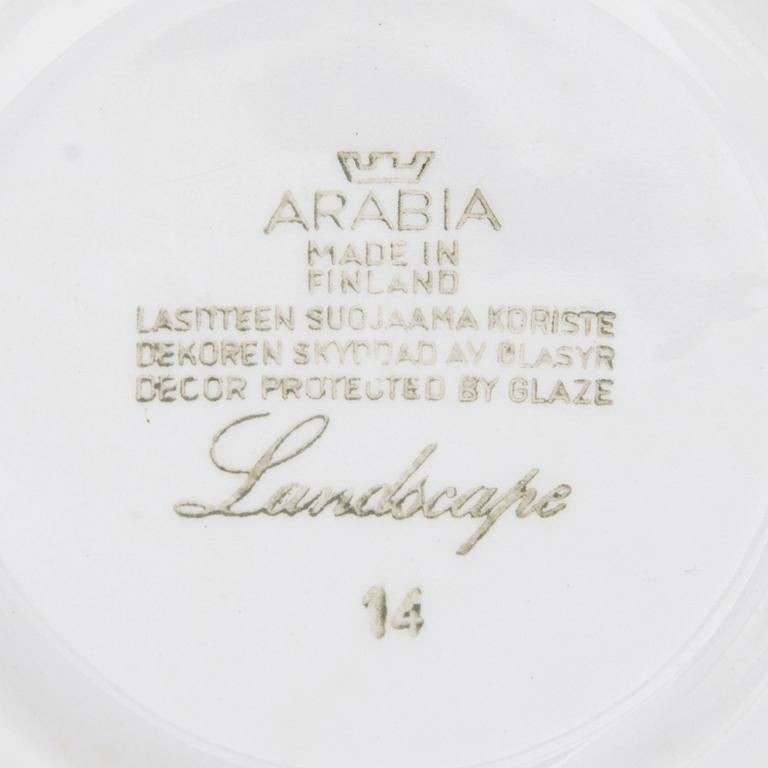 ARABIA
MADE IN
FINLAND
LASITTEEN SUOJAAMA KORISTE
DEKOREN SKYDDAD AV GLASYR
DECOR PROTECTED BY GLAZE
Landscape
14